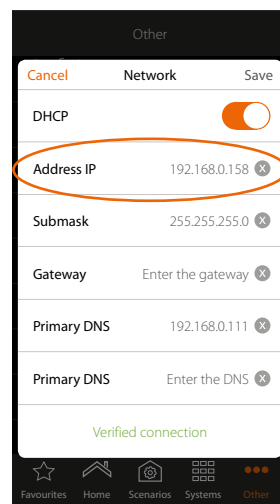 Other
Cancel Network Save
DHCP
Address IP 192.168.0.158
Submask 255.255.255.0
Gateway Enter the gateway
Primary DNS 192.168.0.111
Primary DNS Enter the DNS
Verified connection
Favourites Home Scenarios Systems Other